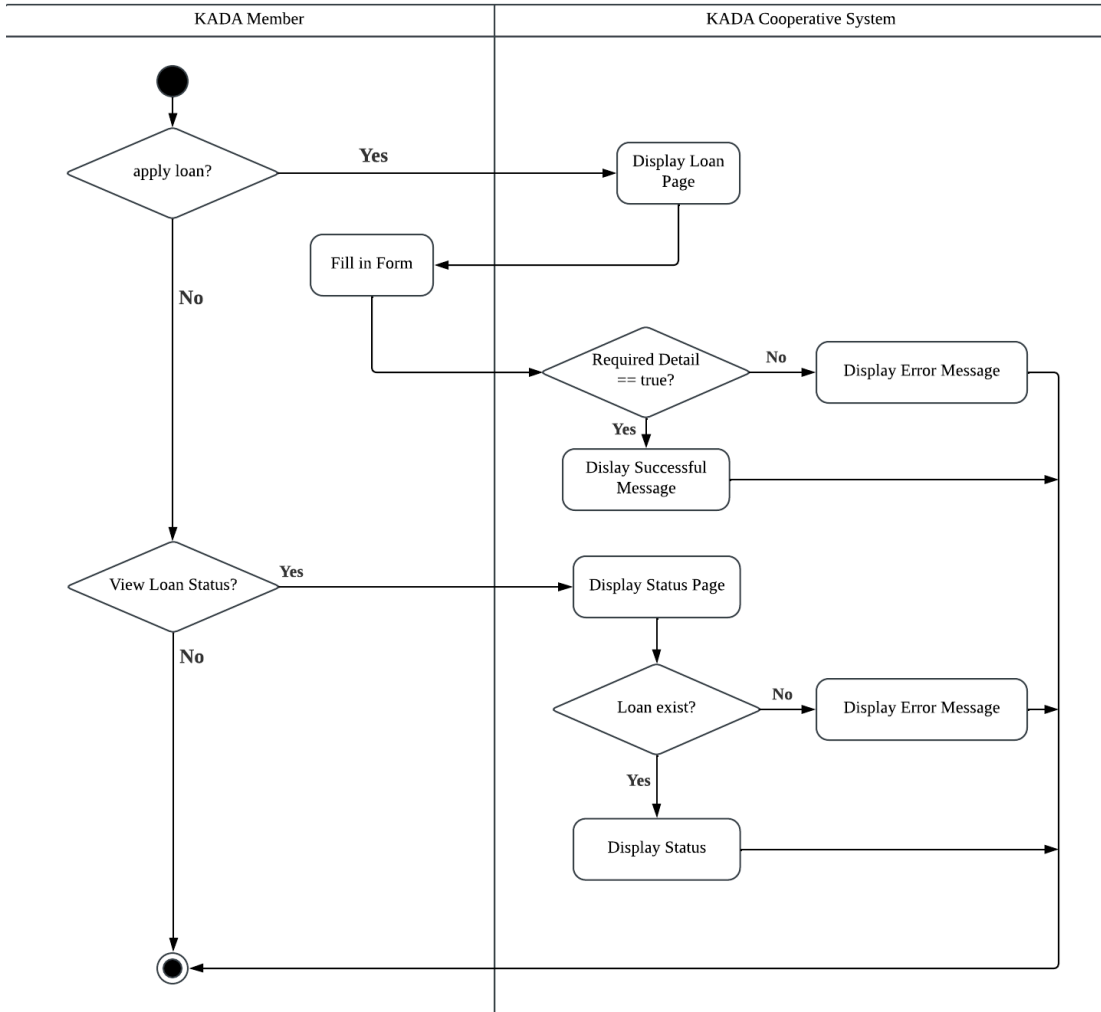 KADA Member
KADA Cooperative System
apply loan?
Yes
Display Loan
Page
Fill in Form
No
Required Detail
== true?
No
Display Error Message
Yes
Dislay Successful
Message
View Loan Status?
Yes
Display Status Page
No
Loan exist?
No
Display Error Message
Yes
Display Status